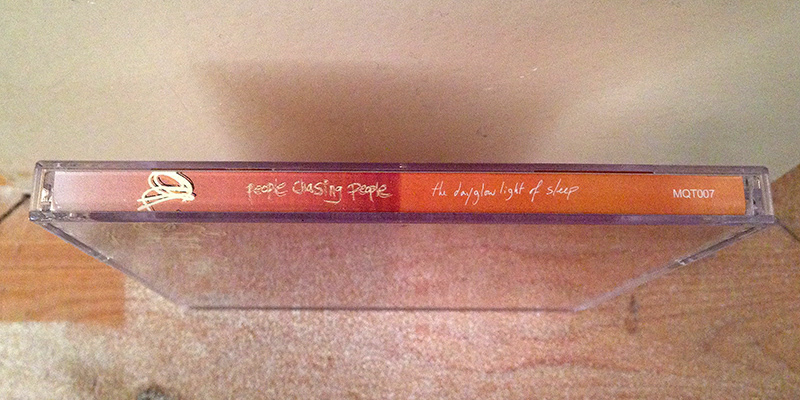 people chasing people the dayglow light of sleep MQT007